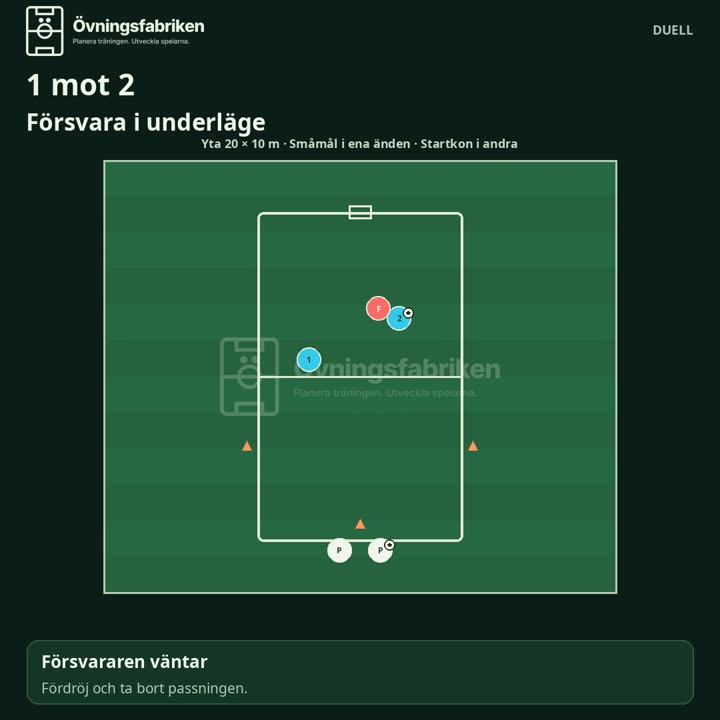 Övningsfabriken
Planera träningen. Utveckla spelarna.
DUELL
1 mot 2
Försvara i underläge
Yta 20 × 10 m · Småmål i ena änden · Startkon i andra
F
2
1
Övningsfabriken
Planera träningen. Utveckla spelarna.
P
P
Försvararen väntar
Fördröj och ta bort passningen.